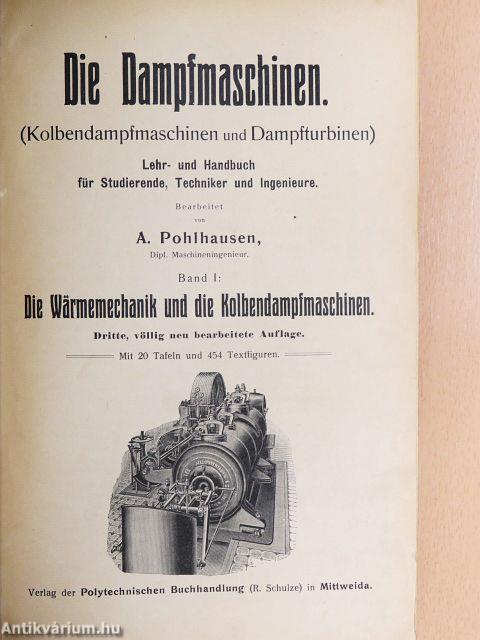 Die Dampfmaschinen.
(Kolbendampfmaschinen und Dampfturbinen)
Lehr- und Handbuch
für Studierende, Techniker und Ingenieure.
Bearbeitet
von
A. Pohlhausen,
Dipl. Maschineningenieur.
Band I:
Die Wärmemechanik und die Kolbendampfmaschinen.
Dritte, völlig neu bearbeitete Auflage.
Mit 20 Tafeln und 454 Textfiguren.
Verlag der Polytechnischen Buchhandlung (R. Schulze) in Mittweida.
Antikvárium.hu